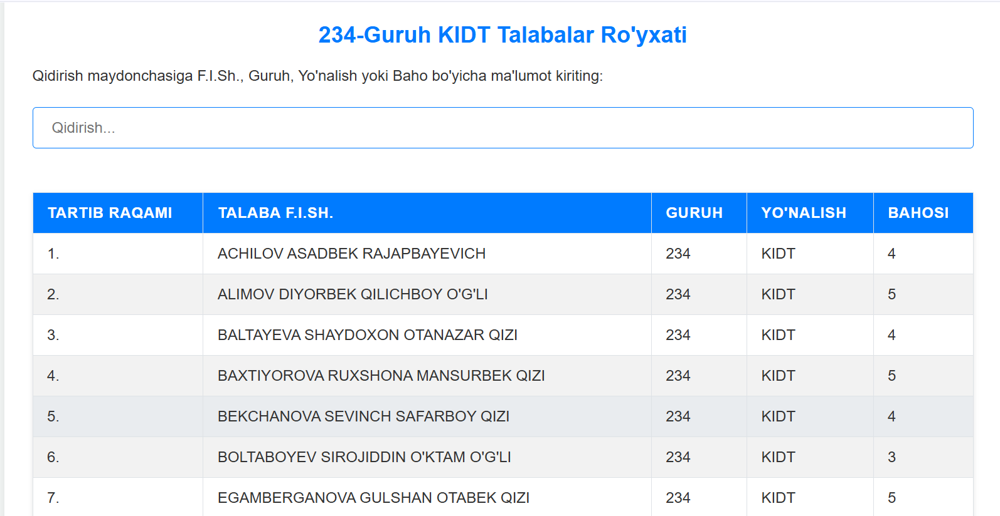 234-Guruh KIDT Talabalar Ro'yxati
Qidirish maydonchasiga F.I.Sh., Guruh, Yo'nalish yoki Baho bo'yicha ma'lumot kiriting:
Qidirish...
TARTIB RAQAMI TALABA F.I.SH. GURUH YO'NALISH BAHOSI
1. ACHILOV ASADBEK RAJAPBAYEVICH 234 KIDT 4
2. ALIMOV DIYORBEK QILICHBOY O'G'LI 234 KIDT 5
3. BALTAYEVA SHAYDOXON OTANAZAR QIZI 234 KIDT 4
4. BAXTIYOROVA RUXSHONA MANSURBEK QIZI 234 KIDT 5
5. BEKCHANOVA SEVINCH SAFARBOY QIZI 234 KIDT 4
6. BOLTABOYEV SIROJIDDIN O'KTAM O'G'LI 234 KIDT 3
7. EGAMBERGANOVA GULSHAN OTABEK QIZI 234 KIDT 5